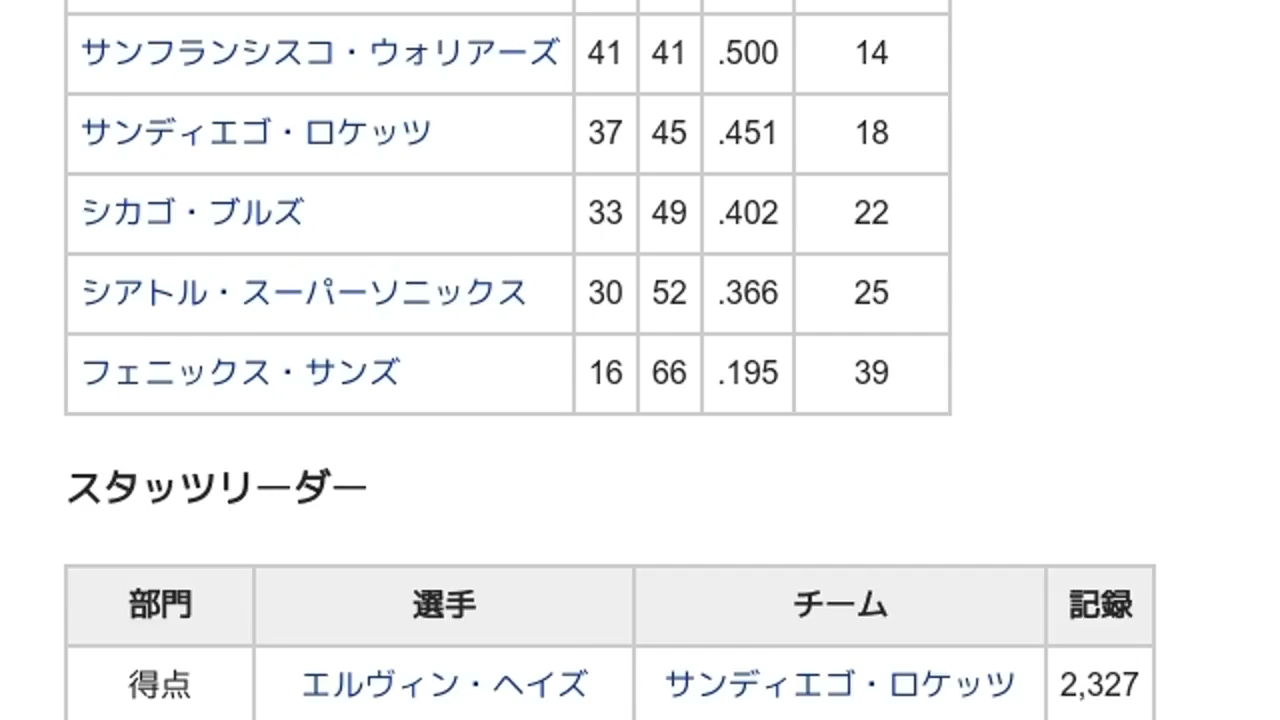 サンフランシスコ・ウォリアーズ 41 41 .500 14
サンディエゴ・ロケッツ 37 45 .451 18
シカゴ・ブルズ 33 49 .402 22
シアトル・スーパーソニックス 30 52 .366 25
フェニックス・サンズ 16 66 .195 39
スタッツリーダー
部門 選手 チーム 記録
得点 エルヴィン・ヘイズ サンディエゴ・ロケッツ 2,327